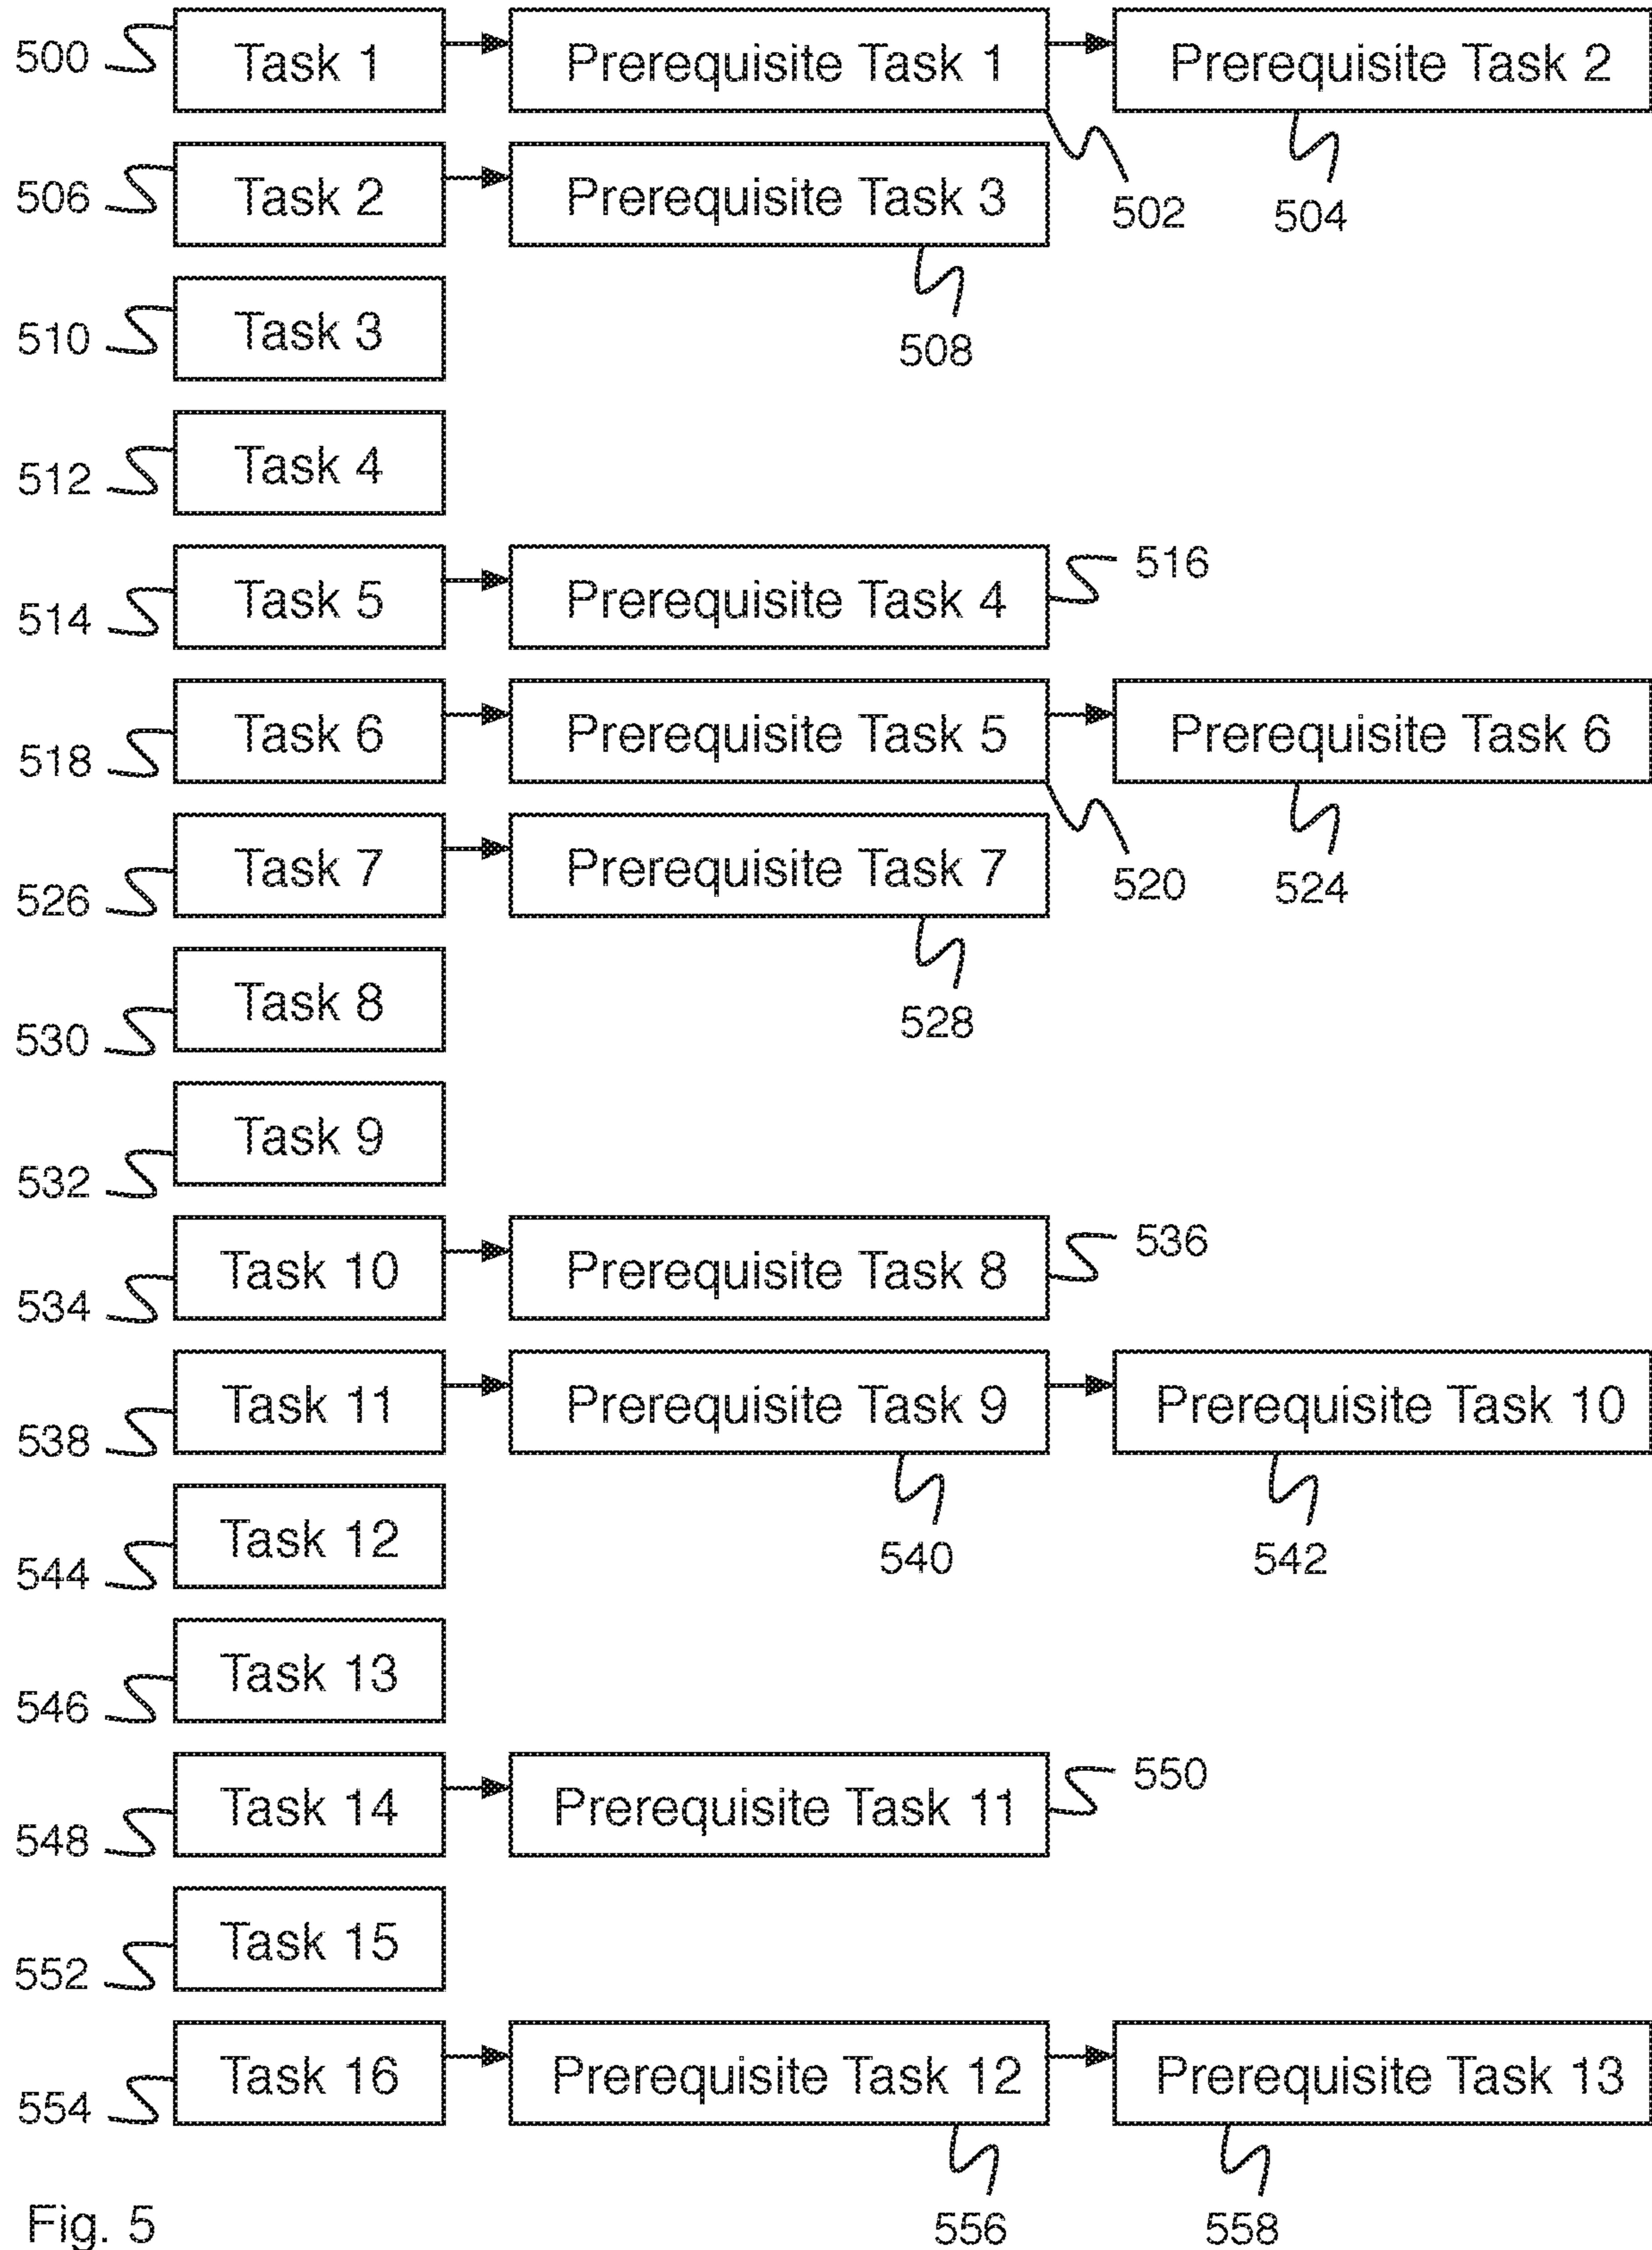 500 Task 1 Prerequisite Task 1 Prerequisite Task 2
502 504
506 Task 2 Prerequisite Task 3
508
510 Task 3
512 Task 4
514 Task 5 Prerequisite Task 4 516
518 Task 6 Prerequisite Task 5 Prerequisite Task 6
520 524
526 Task 7 Prerequisite Task 7
528
530 Task 8
532 Task 9
534 Task 10 Prerequisite Task 8 536
538 Task 11 Prerequisite Task 9 Prerequisite Task 10
540 542
544 Task 12
546 Task 13
548 Task 14 Prerequisite Task 11 550
552 Task 15
554 Task 16 Prerequisite Task 12 Prerequisite Task 13
556 558
Fig. 5